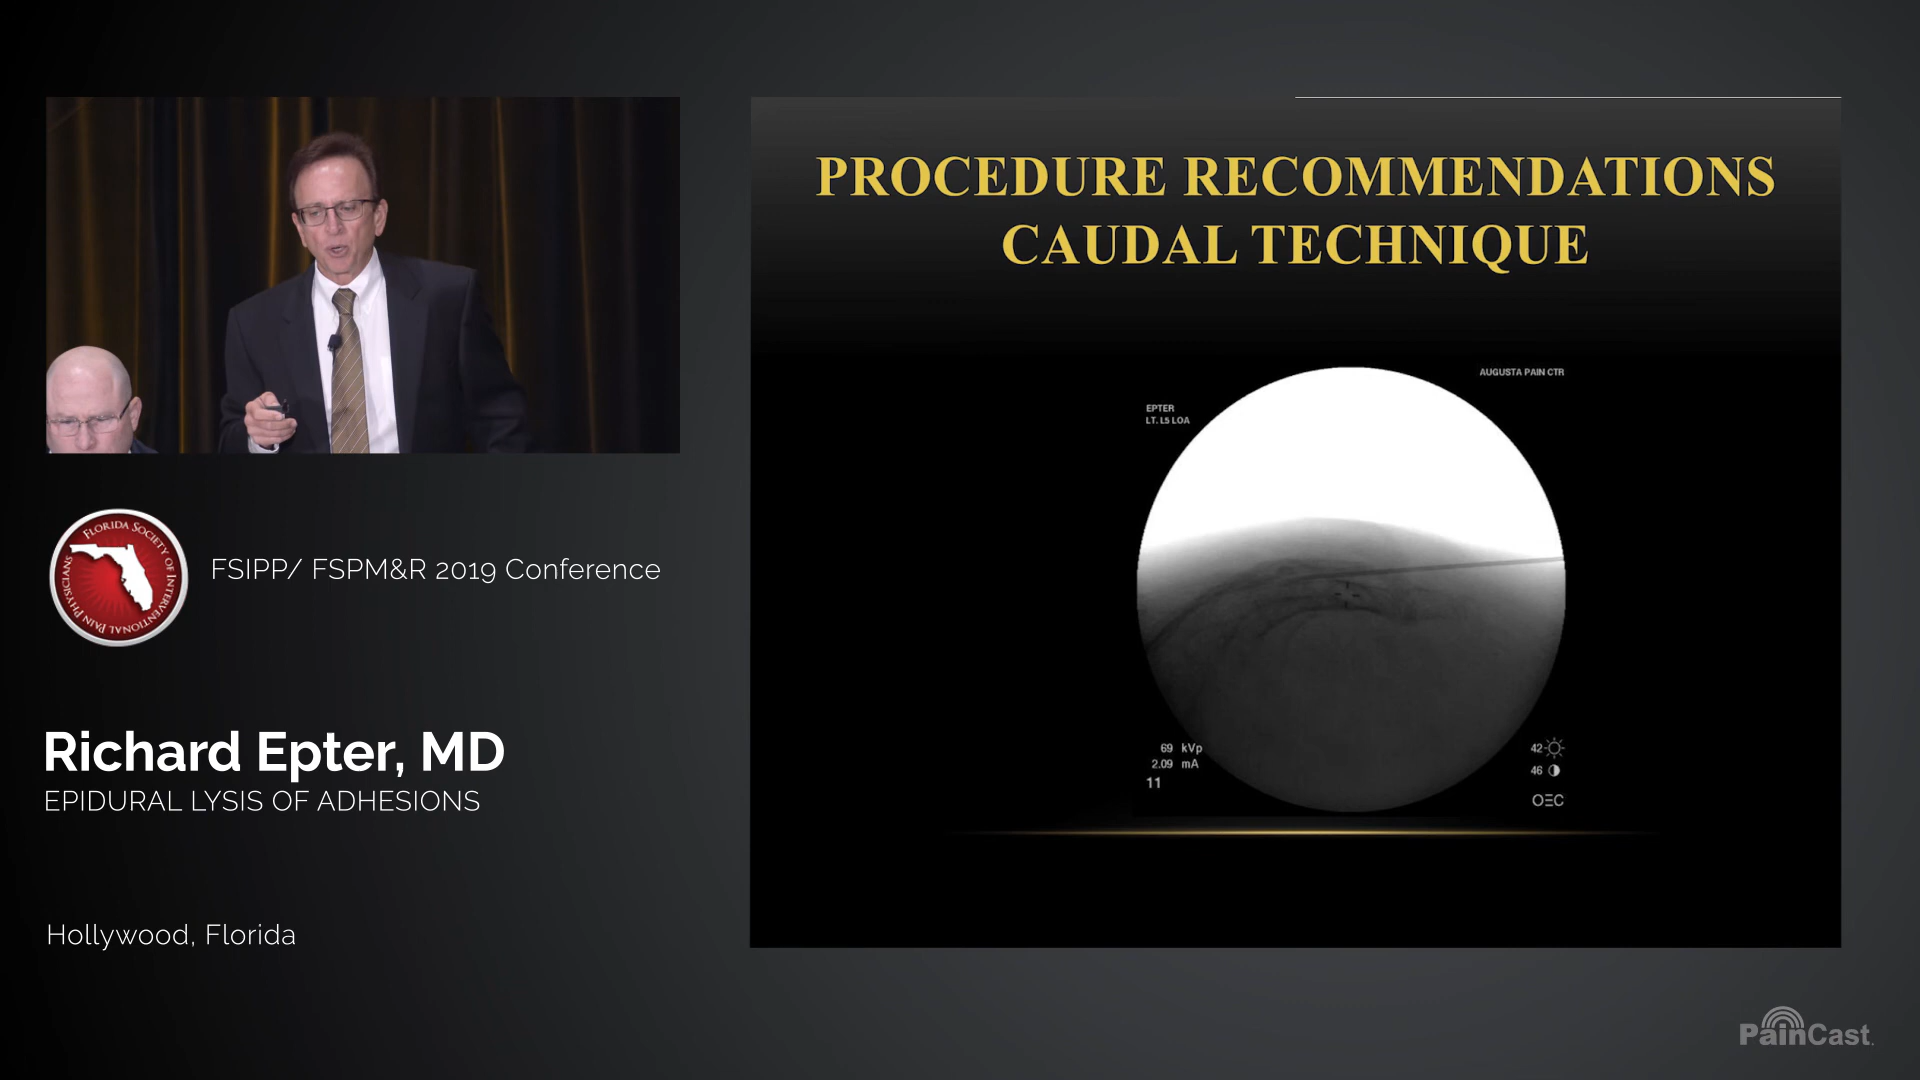 PROCEDURE RECOMMENDATIONS
CAUDAL TECHNIQUE
AUGUSTA PAIN CTR
EPTER
LT. L5 LOA
69 kVp
2.09 mA
11
42
46
OEC
FLORIDA SOCIETY OF INTERVENTIONAL PAIN PHYSICIANS
FSIPP/ FSPM&R 2019 Conference
Richard Epter, MD
EPIDURAL LYSIS OF ADHESIONS
Hollywood, Florida
PainCast.